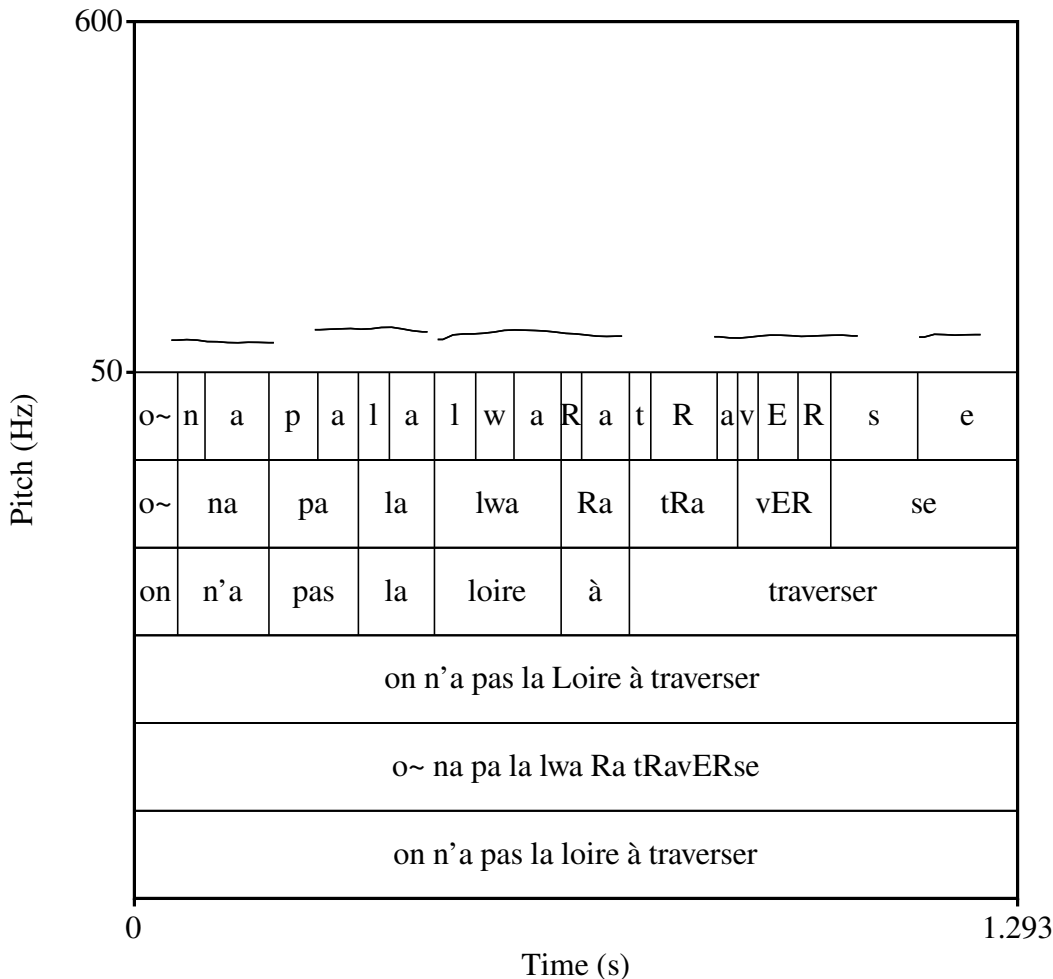 600
50
Pitch (Hz)
o~ n a p a l a l w a R a t R a v E R s e
o~ na pa la lwa Ra tRa vER se
on n'a pas la loire à traverser
on n'a pas la Loire à traverser
o~ na pa la lwa Ra tRavERse
on n'a pas la loire à traverser
0 1.293
Time (s)